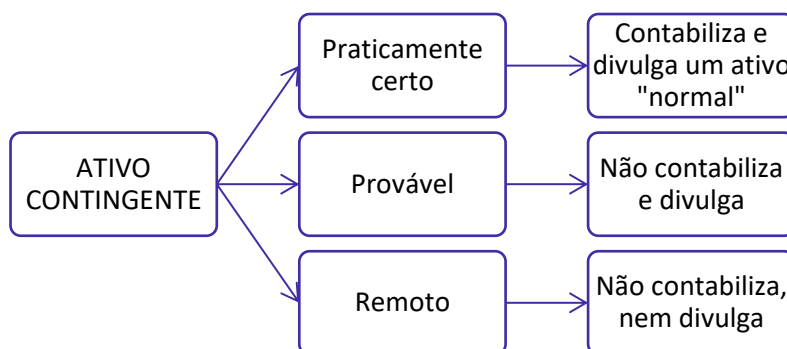 Praticamente
certo
Contabiliza e
divulga um ativo
"normal"
ATIVO
CONTINGENTE
Provável
Não contabiliza
e divulga
Remoto
Não contabiliza,
nem divulga